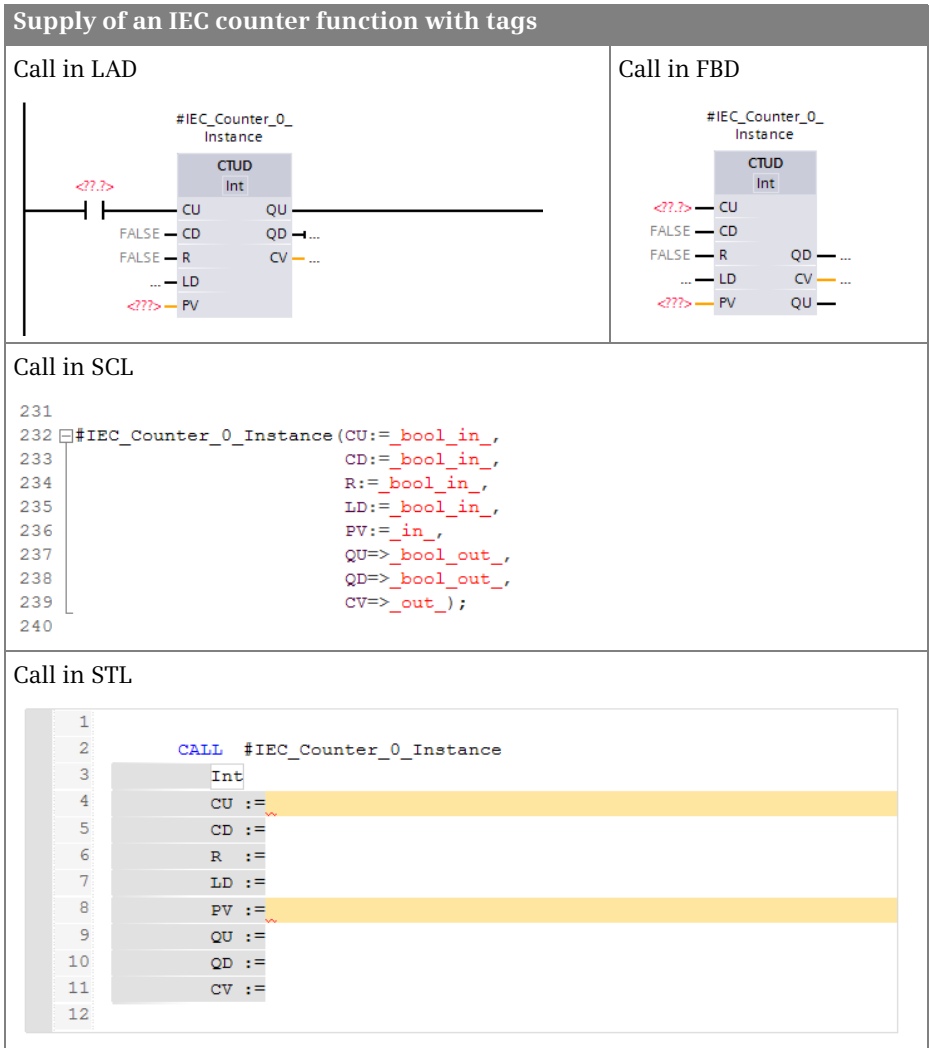 Supply of an IEC counter function with tags
Call in LAD
#IEC_Counter_0_
Instance
CTUD
Int
<??.?>
CU QU
FALSE CD QD ...
FALSE R CV ...
... LD
<???> PV
Call in FBD
#IEC_Counter_0_
Instance
CTUD
Int
<??.?> CU
FALSE CD
FALSE R QD ...
... LD CV ...
<???> PV QU
Call in SCL
231
232 #IEC_Counter_0_Instance(CU:=_bool_in_,
233 CD:=_bool_in_,
234 R:=_bool_in_,
235 LD:=_bool_in_,
236 PV:=_in_,
237 QU=>_bool_out_,
238 QD=>_bool_out_,
239 CV=>_out_);
240
Call in STL
1
2 CALL #IEC_Counter_0_Instance
3 Int
4 CU :=
5 CD :=
6 R :=
7 LD :=
8 PV :=
9 QU :=
10 QD :=
11 CV :=
12